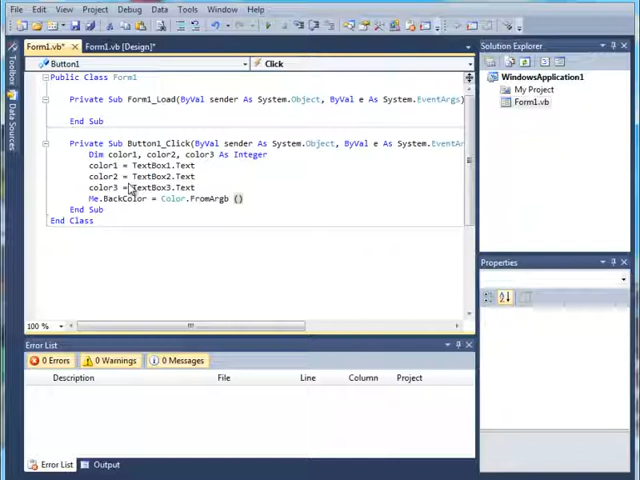 File Edit View Project Build Debug Data Tools Window Help
Form1.vb* Form1.vb [Design]*
Button1 Click
Public Class Form1
Private Sub Form1_Load(ByVal sender As System.Object, ByVal e As System.EventArgs)
End Sub
Private Sub Button1_Click(ByVal sender As System.Object, ByVal e As System.EventAr
Dim color1, color2, color3 As Integer
color1 = TextBox1.Text
color2 = TextBox2.Text
color3 = TextBox3.Text
Me.BackColor = Color.FromArgb ()
End Sub
End Class
100 %
Toolbox
Data Sources
Error List
0 Errors 0 Warnings 0 Messages
Description File Line Column Project
Error List Output
Solution Explorer
WindowsApplication1
My Project
Form1.vb
Properties